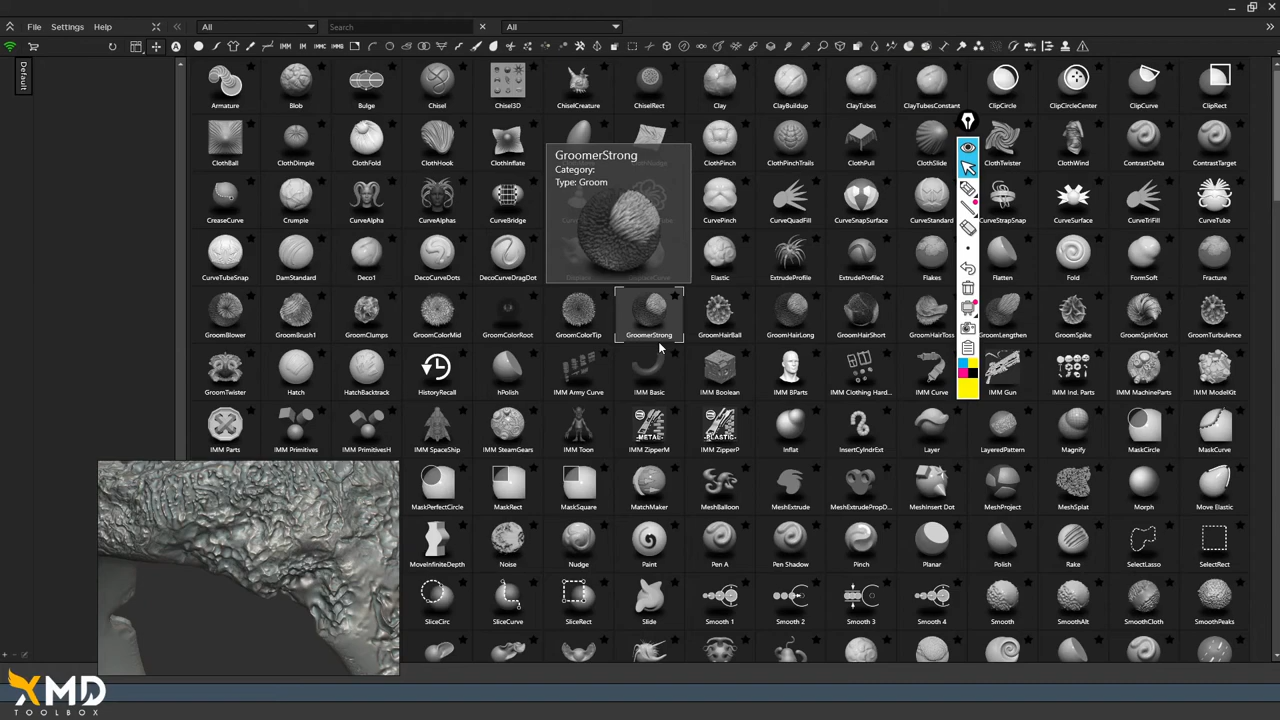 File Settings Help All Search All
Default
Armature Blob Bulge Chisel Chisel3D ChiselCreature ChiselRect Clay ClayBuildup ClayTubes ClayTubesConstant ClipCircle ClipCircleCenter ClipCurve ClipRect
ClothBall ClothDimple ClothFold ClothHook ClothInflate ClothPinch ClothPinchTrails ClothPull ClothSlide ClothTwister ClothWind ContrastDelta ContrastTarget
GroomerStrong
Category:
Type: Groom
CreaseCurve Crumple CurveAlpha CurveAlphas CurveBridge CurvePinch CurveQuadFill CurveSnapSurface CurveStandard CurveStrapSnap CurveSurface CurveTriFill CurveTube
CurveTubeSnap DamStandard Deco1 DecoCurveDots DecoCurveDragDot Elastic ExtrudeProfile ExtrudeProfile2 Flakes Flatten Fold FormSoft Fracture
GroomBlower GroomBrush1 GroomClumps GroomColorMid GroomColorRoot GroomColorTip GroomerStrong GroomHairBall GroomHairLong GroomHairShort GroomHairToss GroomLengthen GroomSpike GroomSpinKnot GroomTurbulence
GroomTwister Hatch HatchBacktrack HistoryRecall hPolish IMM Army Curve IMM Basic IMM Boolean IMM BParts IMM Clothing Hard... IMM Curve IMM Gun IMM Ind. Parts IMM MachineParts IMM ModelKit
METAL PLASTIC
IMM Parts IMM Primitives IMM PrimitivesH IMM SpaceShip IMM SteamGears IMM Toon IMM ZipperM IMM ZipperP Inflat InsertCylndrExt Layer LayeredPattern Magnify MaskCircle MaskCurve
MaskPerfectCircle MaskRect MaskSquare MatchMaker MeshBalloon MeshExtrude MeshExtrudePropD... MeshInsert Dot MeshProject MeshSplat Morph Move Elastic
MoveInfiniteDepth Noise Nudge Paint Pen A Pen Shadow Pinch Planar Polish Rake SelectLasso SelectRect
SliceCirc SliceCurve SliceRect Slide Smooth 1 Smooth 2 Smooth 3 Smooth 4 Smooth SmoothAlt SmoothCloth SmoothPeaks
XMD
TOOLBOX